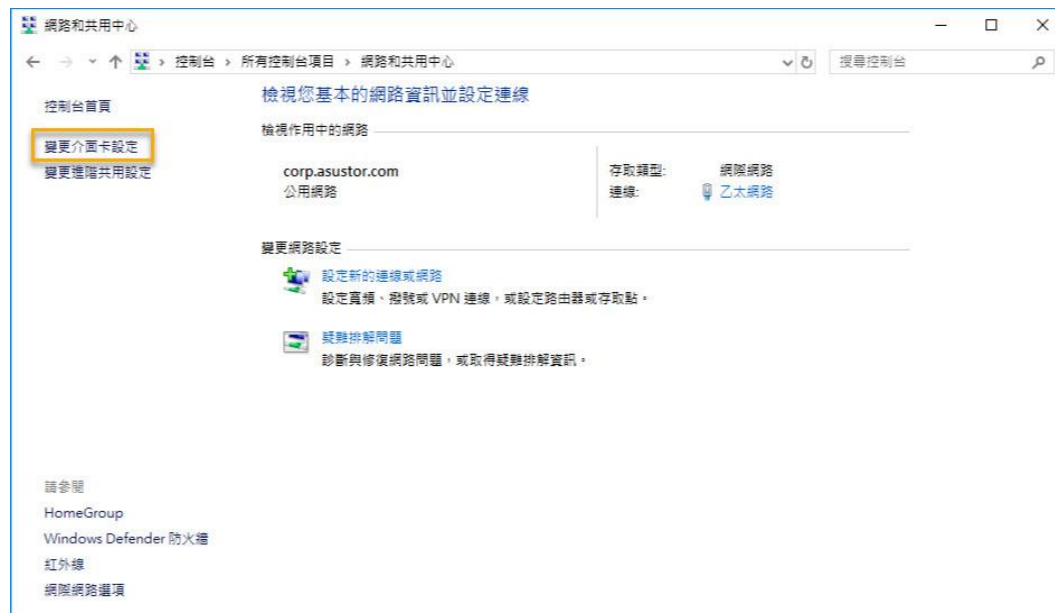 網路和共用中心
控制台 › 所有控制台項目 › 網路和共用中心
搜尋控制台
控制台首頁
變更介面卡設定
變更進階共用設定
檢視您基本的網路資訊並設定連線
檢視作用中的網路
corp.asustor.com
公用網路
存取類型: 網際網路
連線: 乙太網路
變更網路設定
設定新的連線或網路
設定寬頻、撥號或 VPN 連線，或設定路由器或存取點。
疑難排解問題
診斷與修復網路問題，或取得疑難排解資訊。
請參閱
HomeGroup
Windows Defender 防火牆
紅外線
網際網路選項